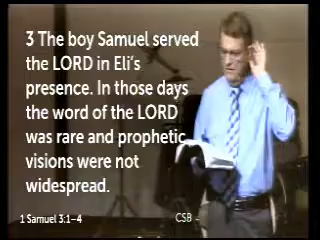 3 The boy Samuel served
the LORD in Eli's
presence. In those days
the word of the LORD
was rare and prophetic
visions were not
widespread.
1 Samuel 3:1–4
CSB